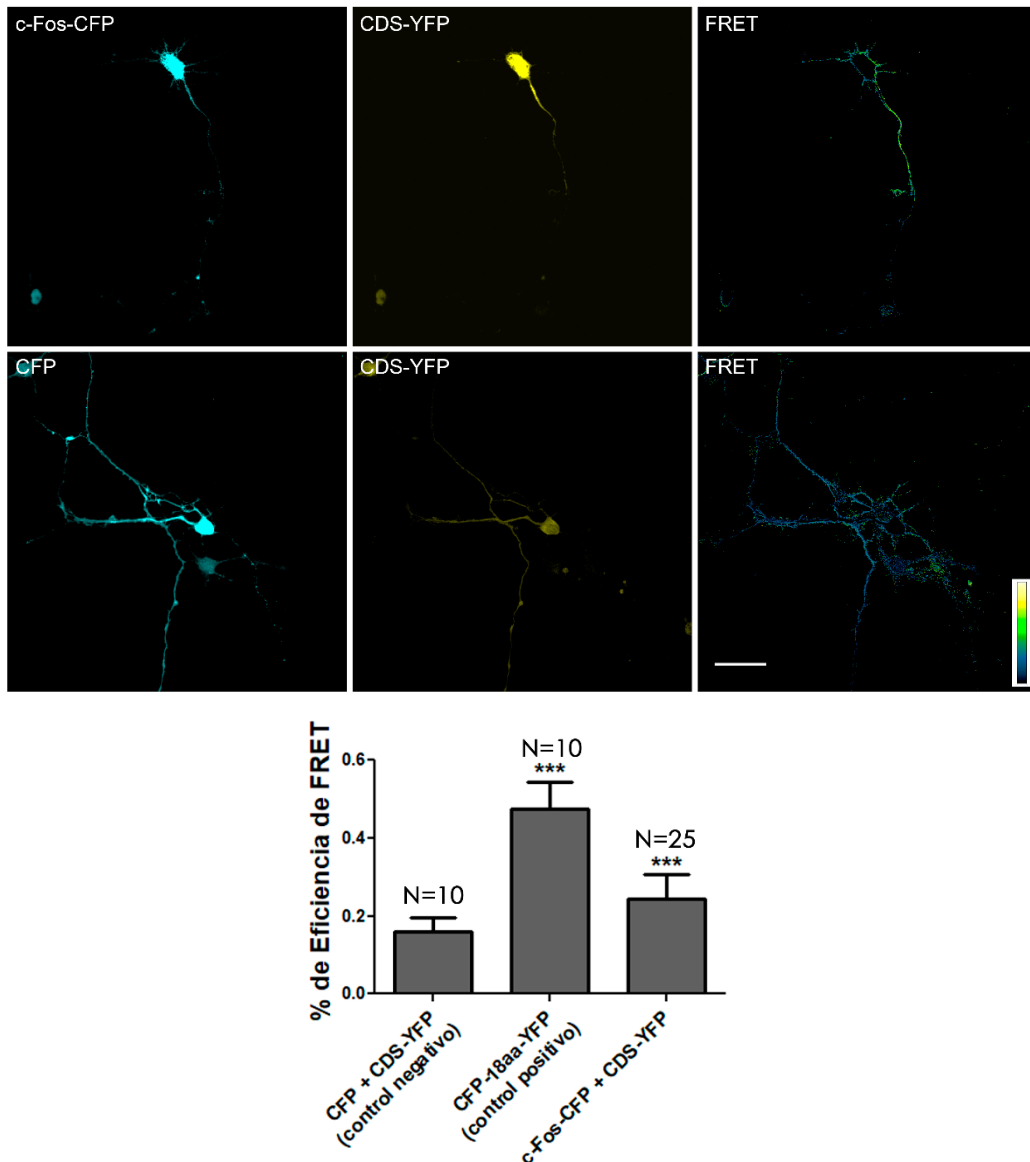 c-Fos-CFP
CDS-YFP
FRET
CFP
CDS-YFP
FRET
% de Eficiencia de FRET
0.6
0.4
0.2
0.0
N=10
N=10
***
N=25
***
CFP + CDS-YFP
(control negativo)
CFP-18aa-YFP
(control positivo)
c-Fos-CFP + CDS-YFP